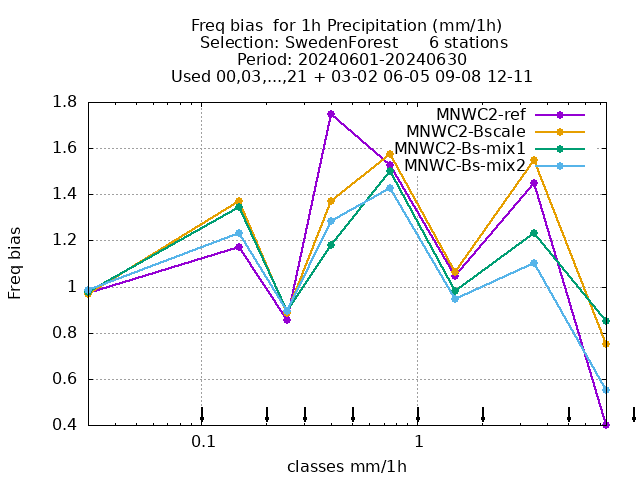 Freq bias  for 1h Precipitation (mm/1h)
Selection: SwedenForest      6 stations
Period: 20240601-20240630
Used 00,03,...,21 + 03-02 06-05 09-08 12-11
MNWC2-ref
MNWC2-Bscale
MNWC2-Bs-mix1
MNWC-Bs-mix2
Freq bias
1.8
1.6
1.4
1.2
1
0.8
0.6
0.4
0.1
1
classes mm/1h